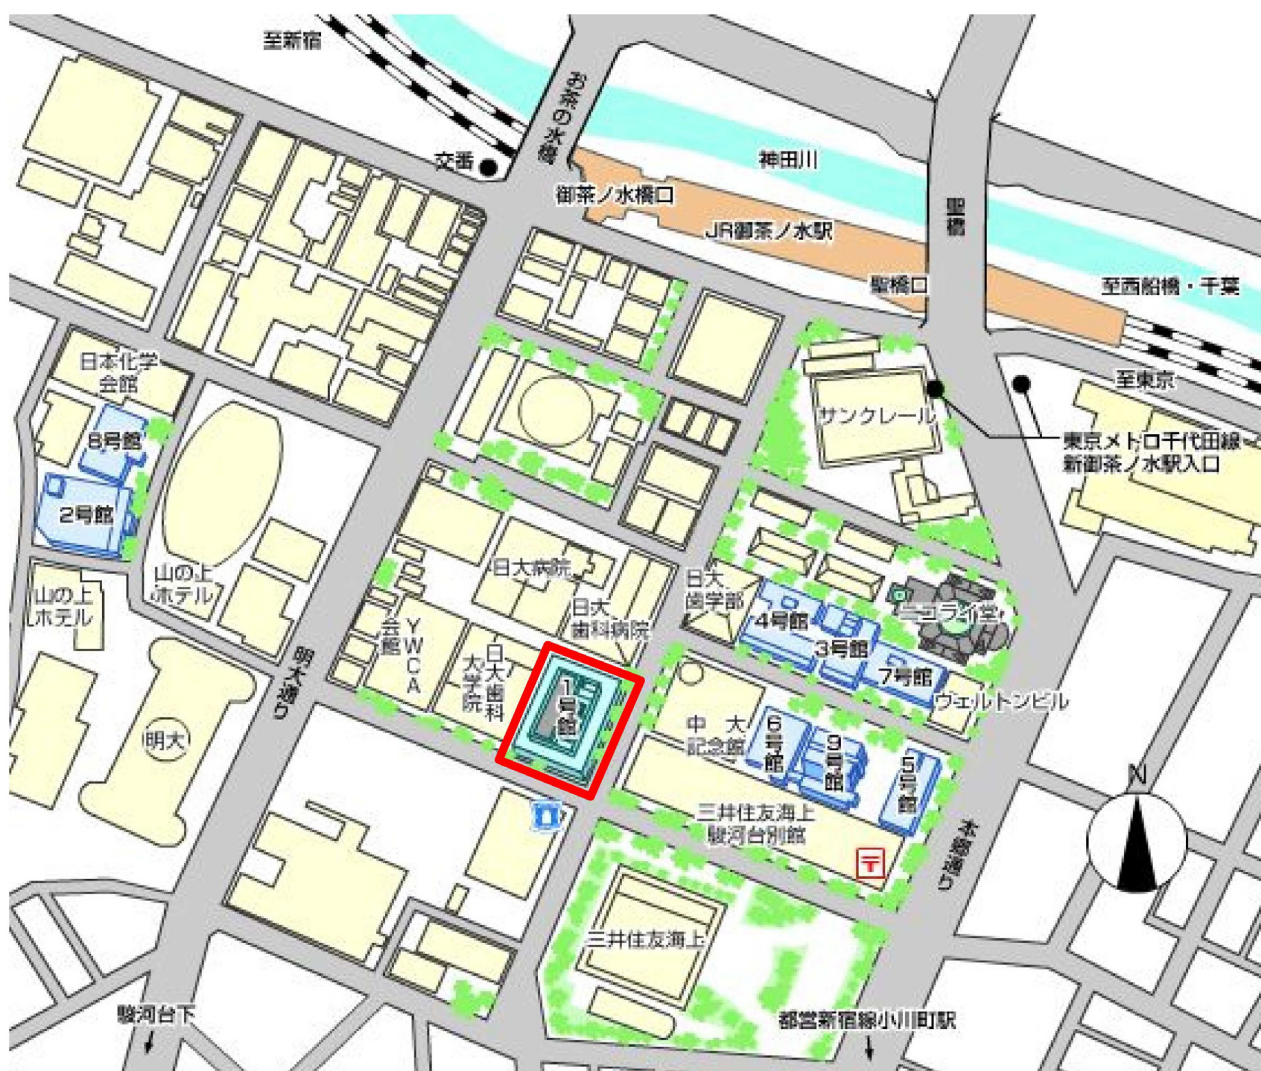 至新宿
お茶の水橋
交番
神田川
御茶ノ水橋口
JR御茶ノ水駅
聖橋
聖橋口
至西船橋・千葉
至東京
日本化学
会館
サンクレール
東京メトロ千代田線
新御茶ノ水駅入口
8号館
2号館
山の上
ホテル
山の上
ホテル
日大病院
日大
歯科病院
日大
歯学部
4号館
3号館
7号館
ニコライ堂
ヴェルトンビル
YWCA
会館
日大歯科
大学院
1号館
明大通り
明大
中大
記念館
6号館
9号館
5号館
三井住友海上
駿河台別館
〒
本郷通り
N
三井住友海上
駿河台下
都営新宿線小川町駅